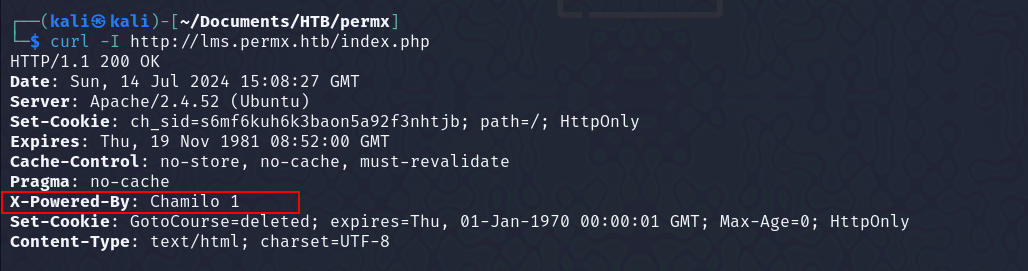 ┌──(kali㉿kali)-[~/Documents/HTB/permx]
└─$ curl -I http://lms.permx.htb/index.php
HTTP/1.1 200 OK
Date: Sun, 14 Jul 2024 15:08:27 GMT
Server: Apache/2.4.52 (Ubuntu)
Set-Cookie: ch_sid=s6mf6kuh6k3baon5a92f3nhtjb; path=/; HttpOnly
Expires: Thu, 19 Nov 1981 08:52:00 GMT
Cache-Control: no-store, no-cache, must-revalidate
Pragma: no-cache
X-Powered-By: Chamilo 1
Set-Cookie: GotoCourse=deleted; expires=Thu, 01-Jan-1970 00:00:01 GMT; Max-Age=0; HttpOnly
Content-Type: text/html; charset=UTF-8